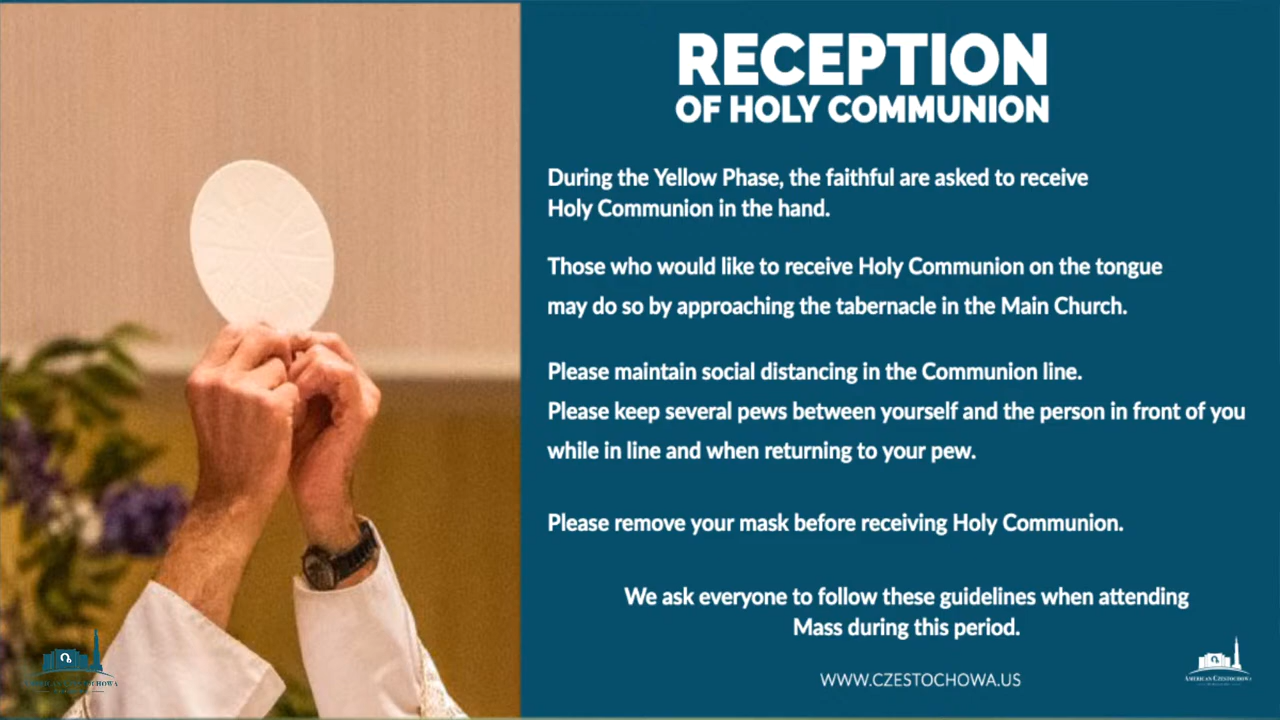 RECEPTION
OF HOLY COMMUNION
During the Yellow Phase, the faithful are asked to receive
Holy Communion in the hand.
Those who would like to receive Holy Communion on the tongue
may do so by approaching the tabernacle in the Main Church.
Please maintain social distancing in the Communion line.
Please keep several pews between yourself and the person in front of you
while in line and when returning to your pew.
Please remove your mask before receiving Holy Communion.
We ask everyone to follow these guidelines when attending
Mass during this period.
WWW.CZESTOCHOWA.US
AMERICAN CZESTOCHOWA
AMERICAN CZESTOCHOWA